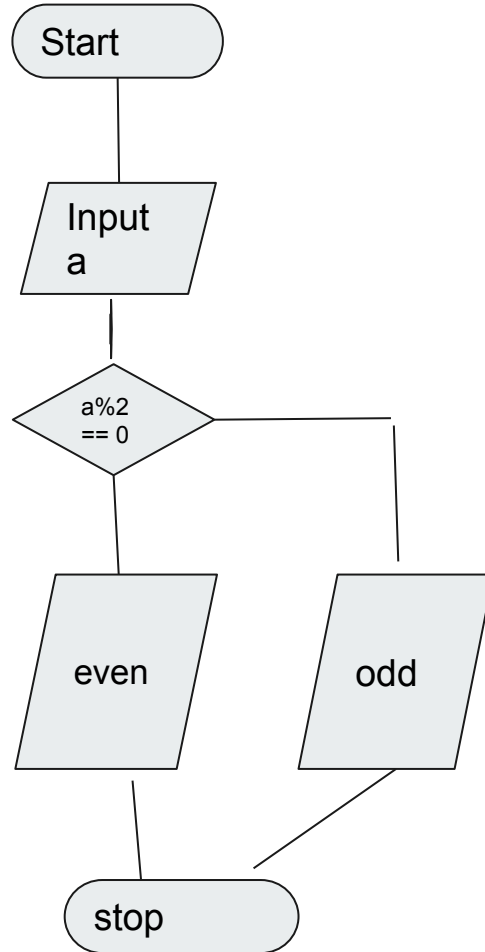 Start
Input
a
a%2
== 0
even
odd
stop